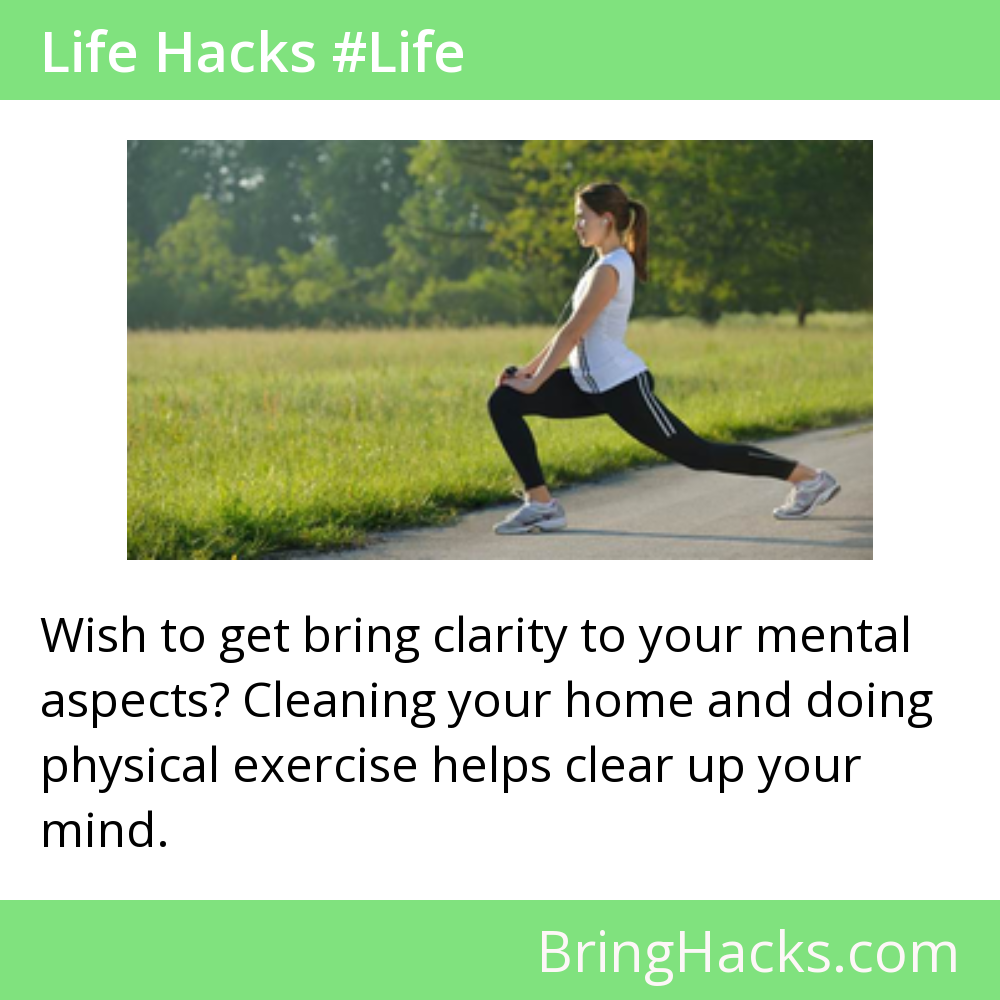 Life Hacks #Life
Wish to get bring clarity to your mental
aspects? Cleaning your home and doing
physical exercise helps clear up your
mind.
BringHacks.com